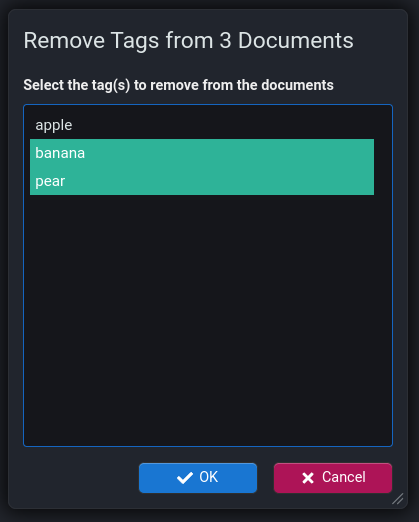 Remove Tags from 3 Documents
Select the tag(s) to remove from the documents
apple
banana
pear
OK
Cancel